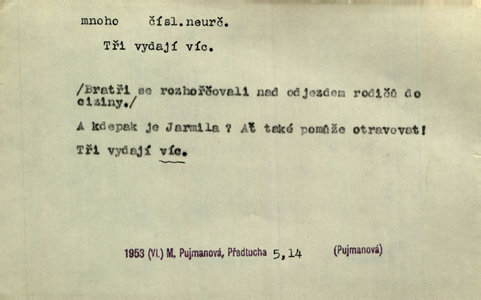 mnoho čísl.neurč.
Tři vydají víc.
/Bratři se rozhořčovali nad odjezdem rodičů do
ciziny./
A kdepak je Jarmila ? Ať také pomůže otravovat!
Tři vydají víc.
1953 (VI.) M. Pujmanová, Předtucha 5,14 (Pujmanová)